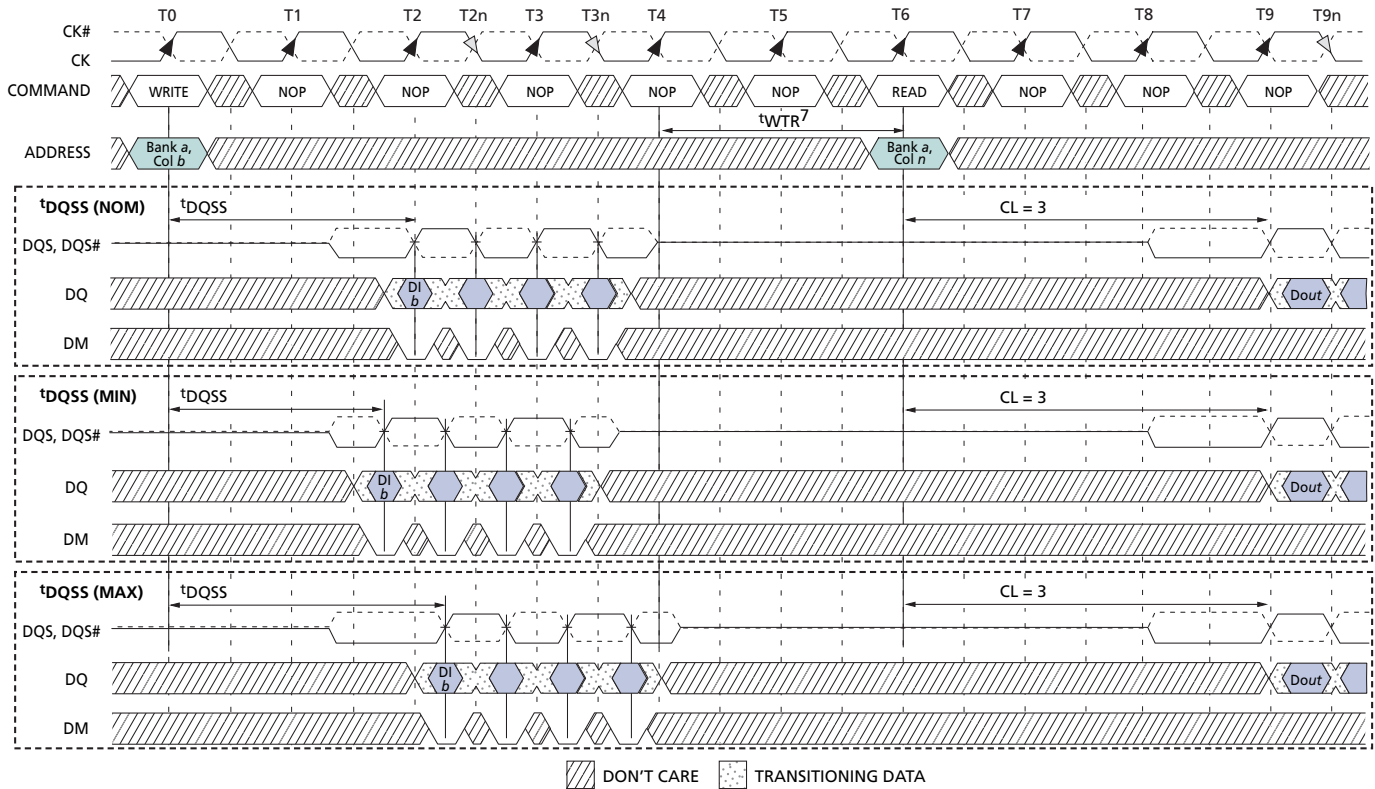 T0 T1 T2 T2n T3 T3n T4 T5 T6 T7 T8 T9 T9n
CK#
CK
COMMAND WRITE NOP NOP NOP NOP NOP READ NOP NOP NOP
tWTR7
ADDRESS Bank a, Col b Bank a, Col n
tDQSS (NOM) tDQSS CL = 3
DQS, DQS#
DQ DI b Dout
DM
tDQSS (MIN) tDQSS CL = 3
DQS, DQS#
DQ DI b Dout
DM
tDQSS (MAX) tDQSS CL = 3
DQS, DQS#
DQ DI b Dout
DM
DON'T CARE TRANSITIONING DATA